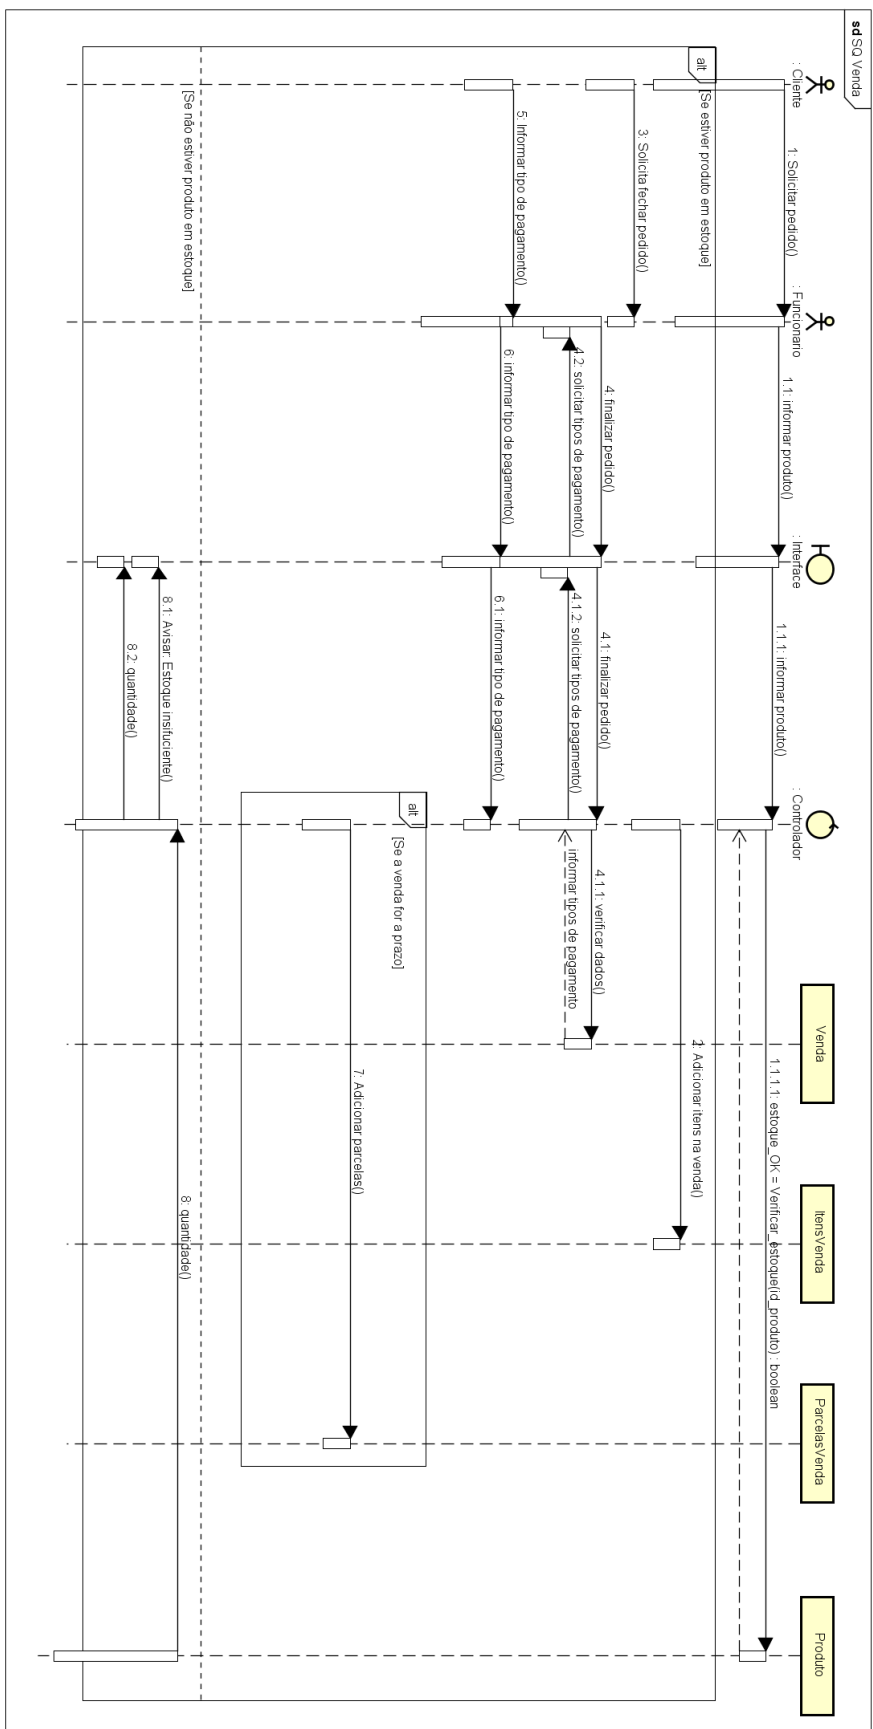 sd SQ Venda
: Cliente
: Funcionario
: Interface
: Controlador
Venda
ItensVenda
ParcelasVenda
Produto
1: Solicitar pedido()
1.1: informar produto()
1.1.1: informar produto()
1.1.1.1: estoque_OK = Verificar_estoque(id_produto) : boolean
alt
[Se estiver produto em estoque]
2: Adicionar itens na venda()
3: Solicita fechar pedido()
4: finalizar pedido()
4.1: finalizar pedido()
4.1.1: verificar dados()
informar tipos de pagamento
4.1.2: solicitar tipos de pagamento()
4.2: solicitar tipos de pagamento()
5: Informar tipo de pagamento()
6: informar tipo de pagamento()
6.1: informar tipo de pagamento()
alt
[Se a venda for a prazo]
7: Adicionar parcelas()
[Se não estiver produto em estoque]
8: quantidade()
8.1: Avisar: Estoque insifuciente()
8.2: quantidade()